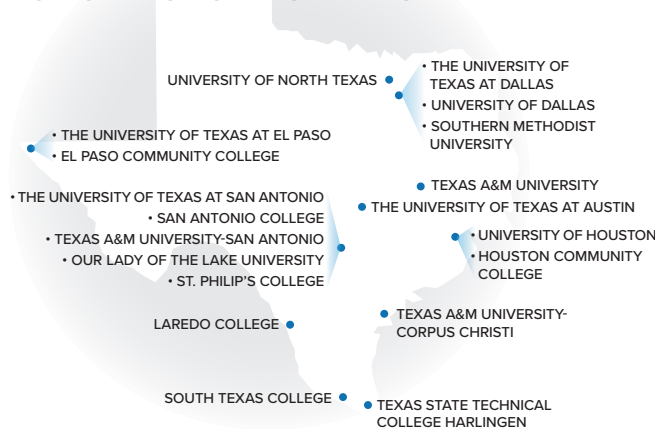 UNIVERSITY OF NORTH TEXAS
• THE UNIVERSITY OF
TEXAS AT DALLAS
• UNIVERSITY OF DALLAS
• SOUTHERN METHODIST
UNIVERSITY
• THE UNIVERSITY OF TEXAS AT EL PASO
• EL PASO COMMUNITY COLLEGE
TEXAS A&M UNIVERSITY
THE UNIVERSITY OF TEXAS AT AUSTIN
• THE UNIVERSITY OF TEXAS AT SAN ANTONIO
• SAN ANTONIO COLLEGE
• TEXAS A&M UNIVERSITY-SAN ANTONIO
• OUR LADY OF THE LAKE UNIVERSITY
• ST. PHILIP'S COLLEGE
• UNIVERSITY OF HOUSTON
• HOUSTON COMMUNITY
COLLEGE
LAREDO COLLEGE
TEXAS A&M UNIVERSITY-
CORPUS CHRISTI
SOUTH TEXAS COLLEGE
TEXAS STATE TECHNICAL
COLLEGE HARLINGEN